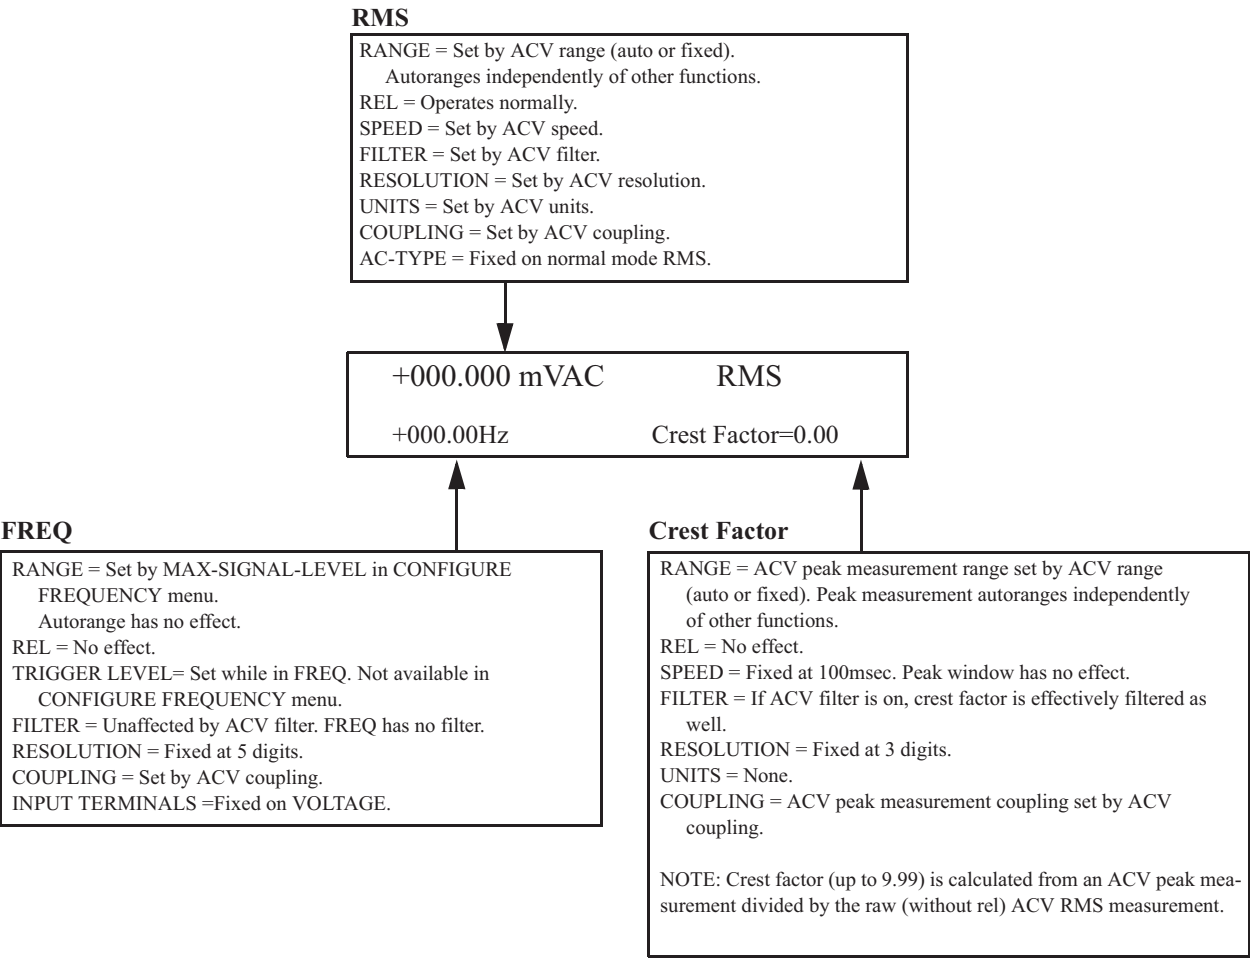 RMS
RANGE = Set by ACV range (auto or fixed).
Autoranges independently of other functions.
REL = Operates normally.
SPEED = Set by ACV speed.
FILTER = Set by ACV filter.
RESOLUTION = Set by ACV resolution.
UNITS = Set by ACV units.
COUPLING = Set by ACV coupling.
AC-TYPE = Fixed on normal mode RMS.
+000.000 mVAC RMS
+000.00Hz Crest Factor=0.00
FREQ
RANGE = Set by MAX-SIGNAL-LEVEL in CONFIGURE
FREQUENCY menu.
Autorange has no effect.
REL = No effect.
TRIGGER LEVEL= Set while in FREQ. Not available in
CONFIGURE FREQUENCY menu.
FILTER = Unaffected by ACV filter. FREQ has no filter.
RESOLUTION = Fixed at 5 digits.
COUPLING = Set by ACV coupling.
INPUT TERMINALS =Fixed on VOLTAGE.
Crest Factor
RANGE = ACV peak measurement range set by ACV range
(auto or fixed). Peak measurement autoranges independently
of other functions.
REL = No effect.
SPEED = Fixed at 100msec. Peak window has no effect.
FILTER = If ACV filter is on, crest factor is effectively filtered as
well.
RESOLUTION = Fixed at 3 digits.
UNITS = None.
COUPLING = ACV peak measurement coupling set by ACV
coupling.
NOTE: Crest factor (up to 9.99) is calculated from an ACV peak mea-
surement divided by the raw (without rel) ACV RMS measurement.